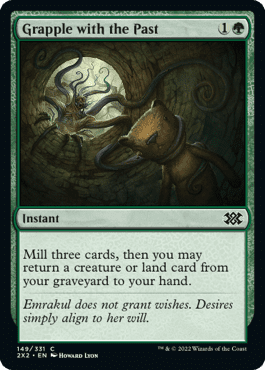 Grapple with the Past 1
Instant
Mill three cards, then you may
return a creature or land card from
your graveyard to your hand.
Emrakul does not grant wishes. Desires
simply align to her will.
149/331 C
2X2 • EN Howard Lyon
™ & © 2022 Wizards of the Coast